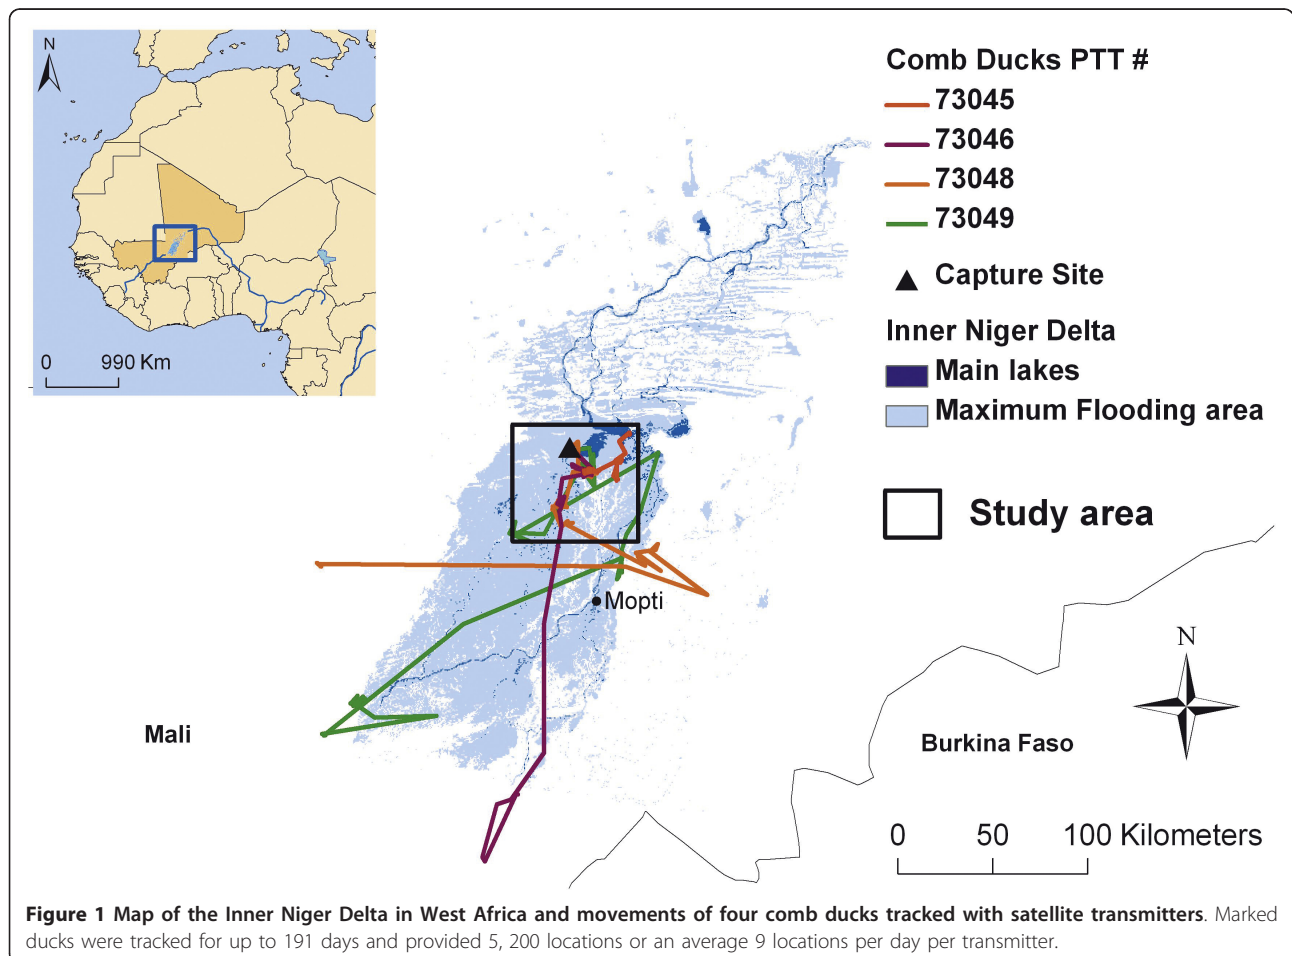 N
0 990 Km
Comb Ducks PTT #
73045
73046
73048
73049
Capture Site
Inner Niger Delta
Main lakes
Maximum Flooding area
Study area
Mopti
Mali
Burkina Faso
N
0 50 100 Kilometers
Figure 1 Map of the Inner Niger Delta in West Africa and movements of four comb ducks tracked with satellite transmitters. Marked
ducks were tracked for up to 191 days and provided 5, 200 locations or an average 9 locations per day per transmitter.